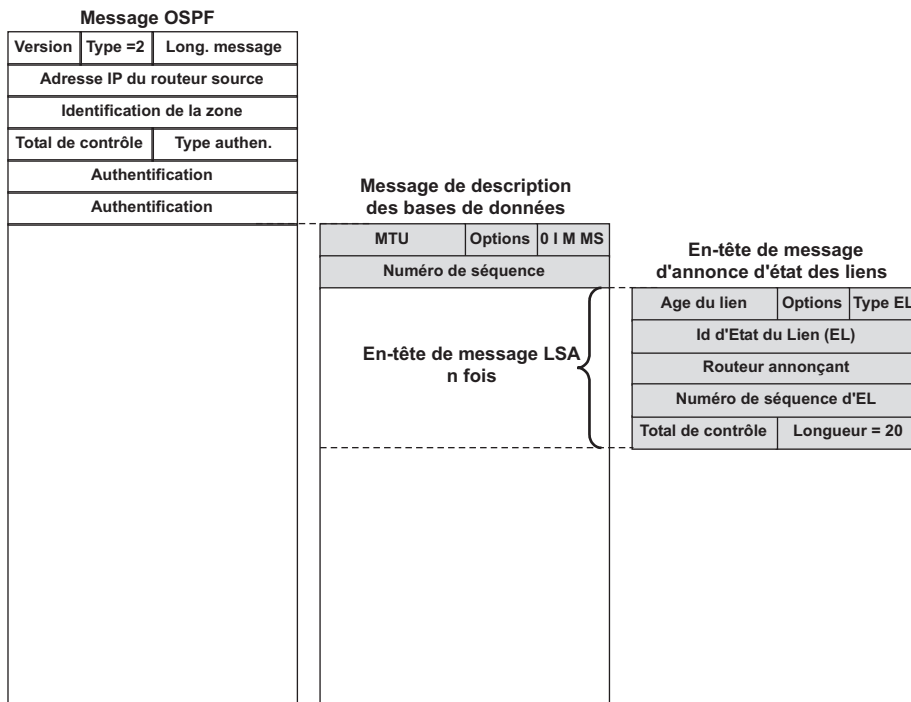 Message OSPF
Version Type =2 Long. message
Adresse IP du routeur source
Identification de la zone
Total de contrôle Type authen.
Authentification
Authentification
Message de description
des bases de données
MTU Options 0 I M MS
Numéro de séquence
En-tête de message LSA
n fois
En-tête de message
d'annonce d'état des liens
Age du lien Options Type EL
Id d'Etat du Lien (EL)
Routeur annonçant
Numéro de séquence d'EL
Total de contrôle Longueur = 20